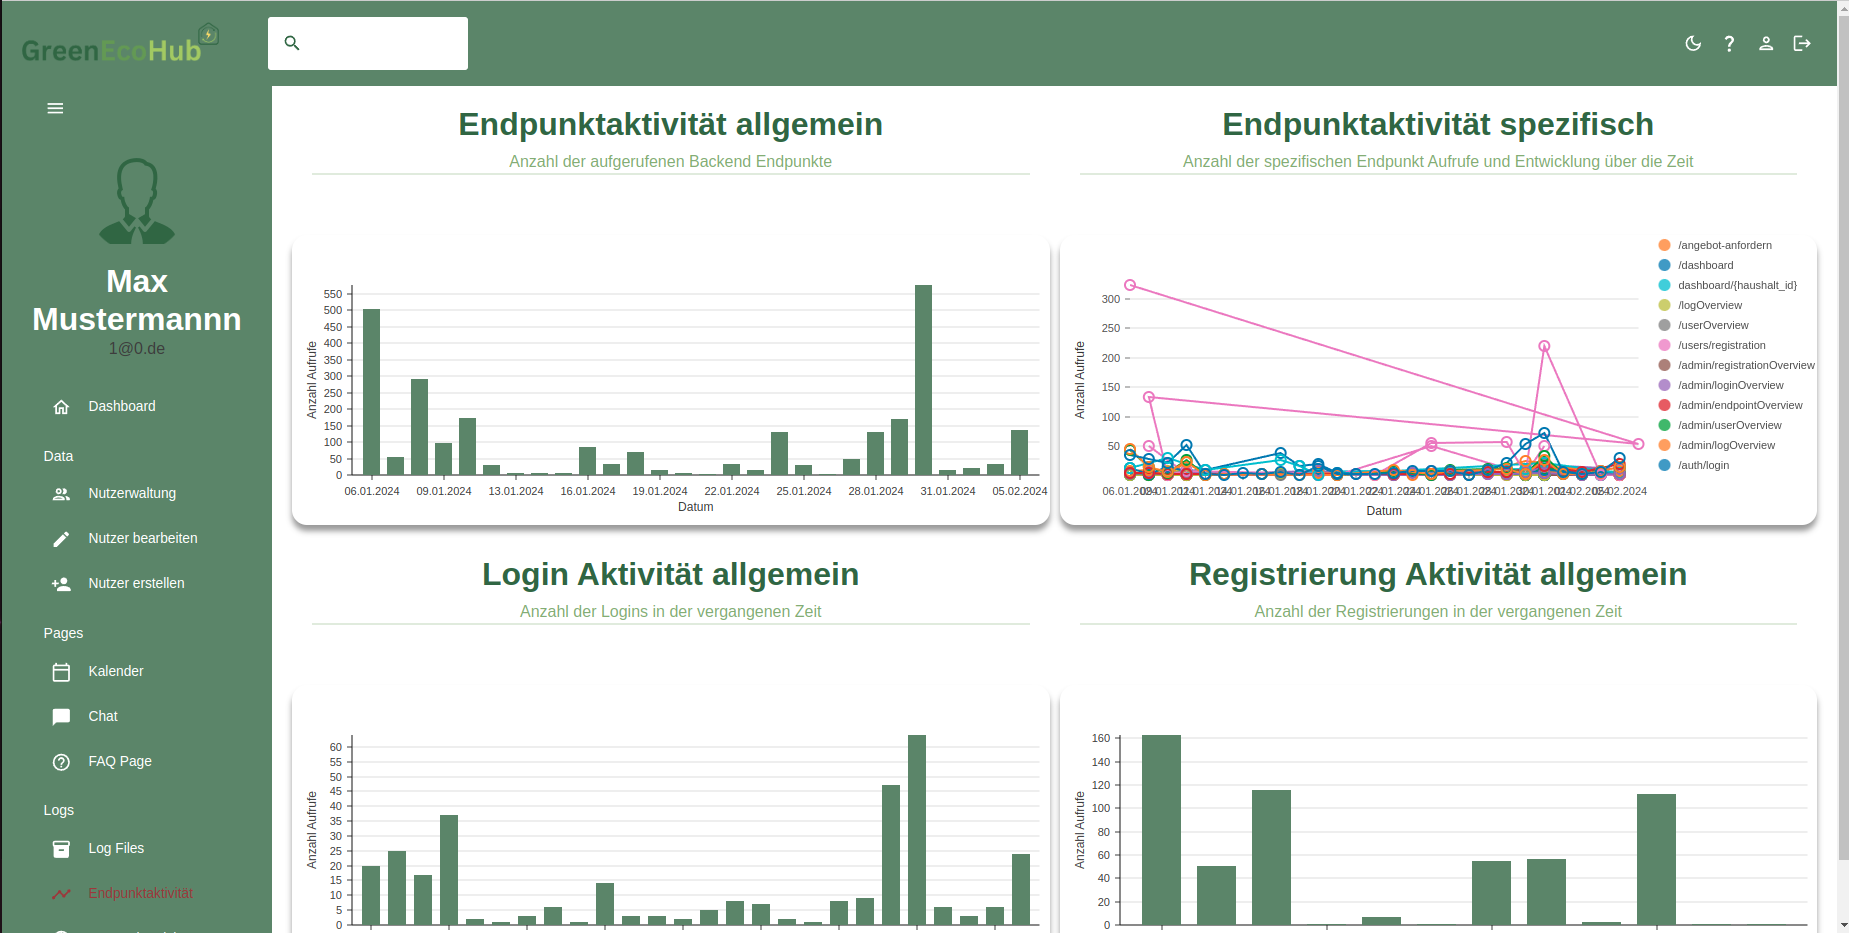 GreenEcoHub
Max
Mustermannn
1@0.de
Dashboard
Data
Nutzerwaltung
Nutzer bearbeiten
Nutzer erstellen
Pages
Kalender
Chat
FAQ Page
Logs
Log Files
Endpunktaktivität
Endpunktaktivität allgemein
Anzahl der aufgerufenen Backend Endpunkte
Anzahl Aufrufe
550
500
450
400
350
300
250
200
150
100
50
0
06.01.2024 09.01.2024 13.01.2024 16.01.2024 19.01.2024 22.01.2024 25.01.2024 28.01.2024 31.01.2024 05.02.2024
Datum
Endpunktaktivität spezifisch
Anzahl der spezifischen Endpunkt Aufrufe und Entwicklung über die Zeit
Anzahl Aufrufe
300
250
200
150
100
50
Datum
/angebot-anfordern
/dashboard
dashboard/{haushalt_id}
/logOverview
/userOverview
/users/registration
/admin/registrationOverview
/admin/loginOverview
/admin/endpointOverview
/admin/userOverview
/admin/logOverview
/auth/login
Login Aktivität allgemein
Anzahl der Logins in der vergangenen Zeit
Anzahl Aufrufe
60
55
50
45
40
35
30
25
20
15
10
5
0
Registrierung Aktivität allgemein
Anzahl der Registrierungen in der vergangenen Zeit
Anzahl Aufrufe
160
140
120
100
80
60
40
20
0